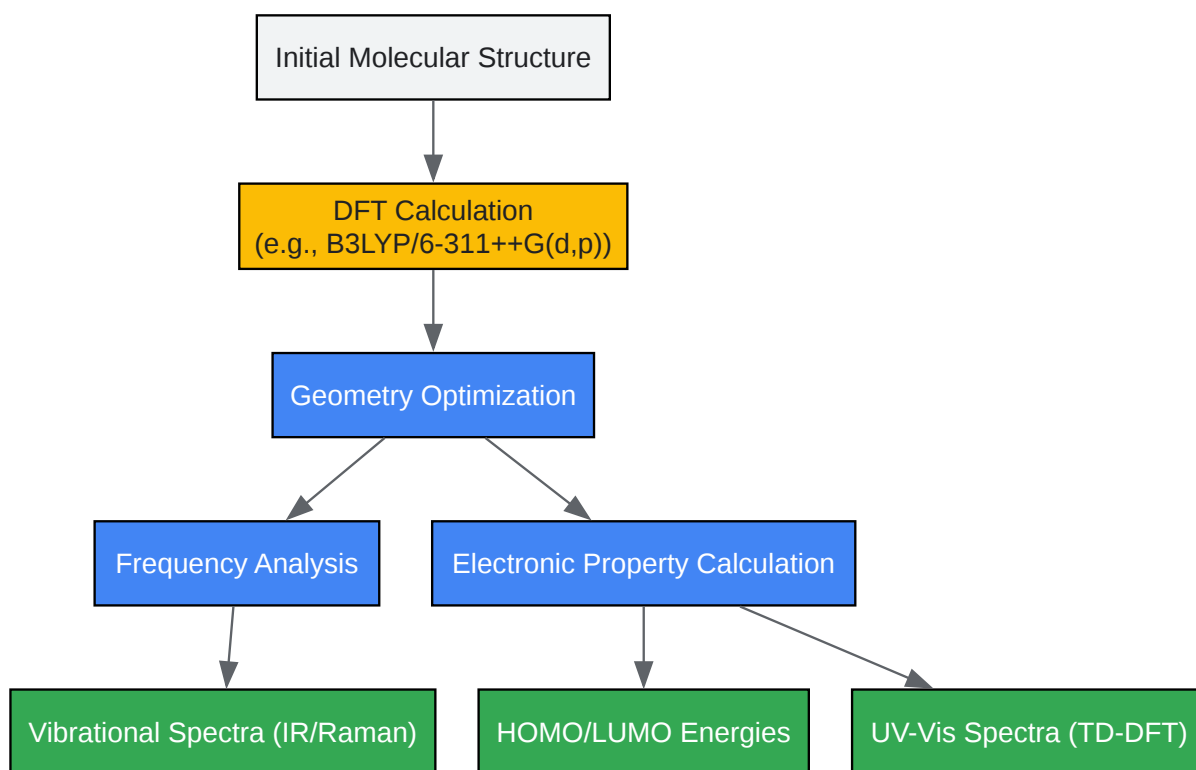 Initial Molecular Structure
DFT Calculation
(e.g., B3LYP/6-311++G(d,p))
Geometry Optimization
Frequency Analysis
Electronic Property Calculation
Vibrational Spectra (IR/Raman)
HOMO/LUMO Energies
UV-Vis Spectra (TD-DFT)